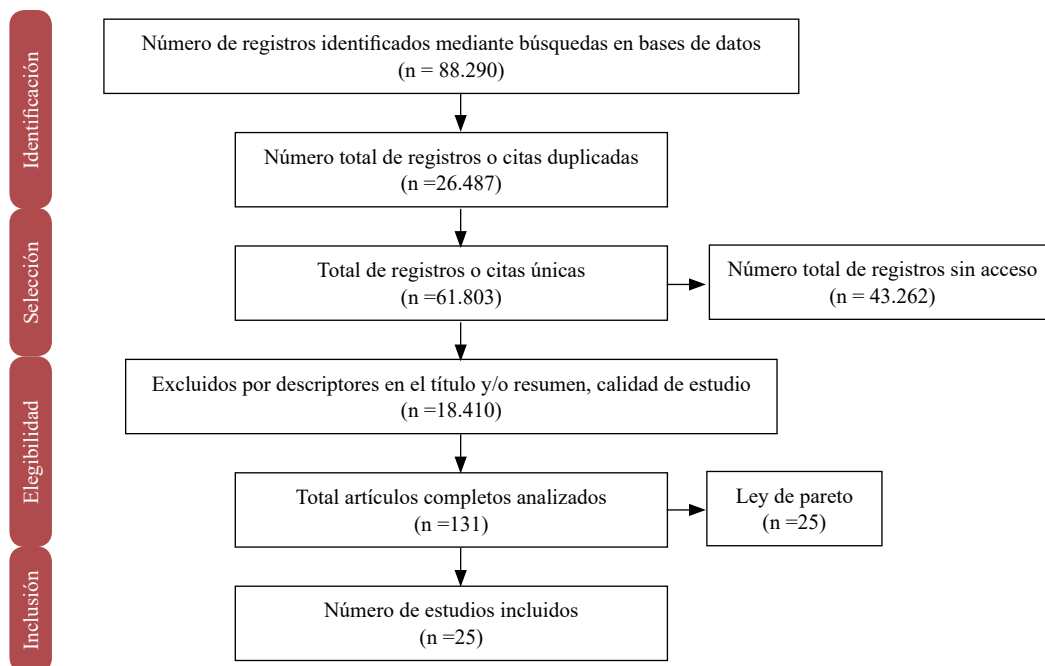 Identificación
Número de registros identificados mediante búsquedas en bases de datos
(n = 88.290)
Número total de registros o citas duplicadas
(n =26.487)
Selección
Total de registros o citas únicas
(n =61.803)
Número total de registros sin acceso
(n = 43.262)
Elegibilidad
Excluidos por descriptores en el título y/o resumen, calidad de estudio
(n =18.410)
Total artículos completos analizados
(n =131)
Ley de pareto
(n =25)
Inclusión
Número de estudios incluidos
(n =25)